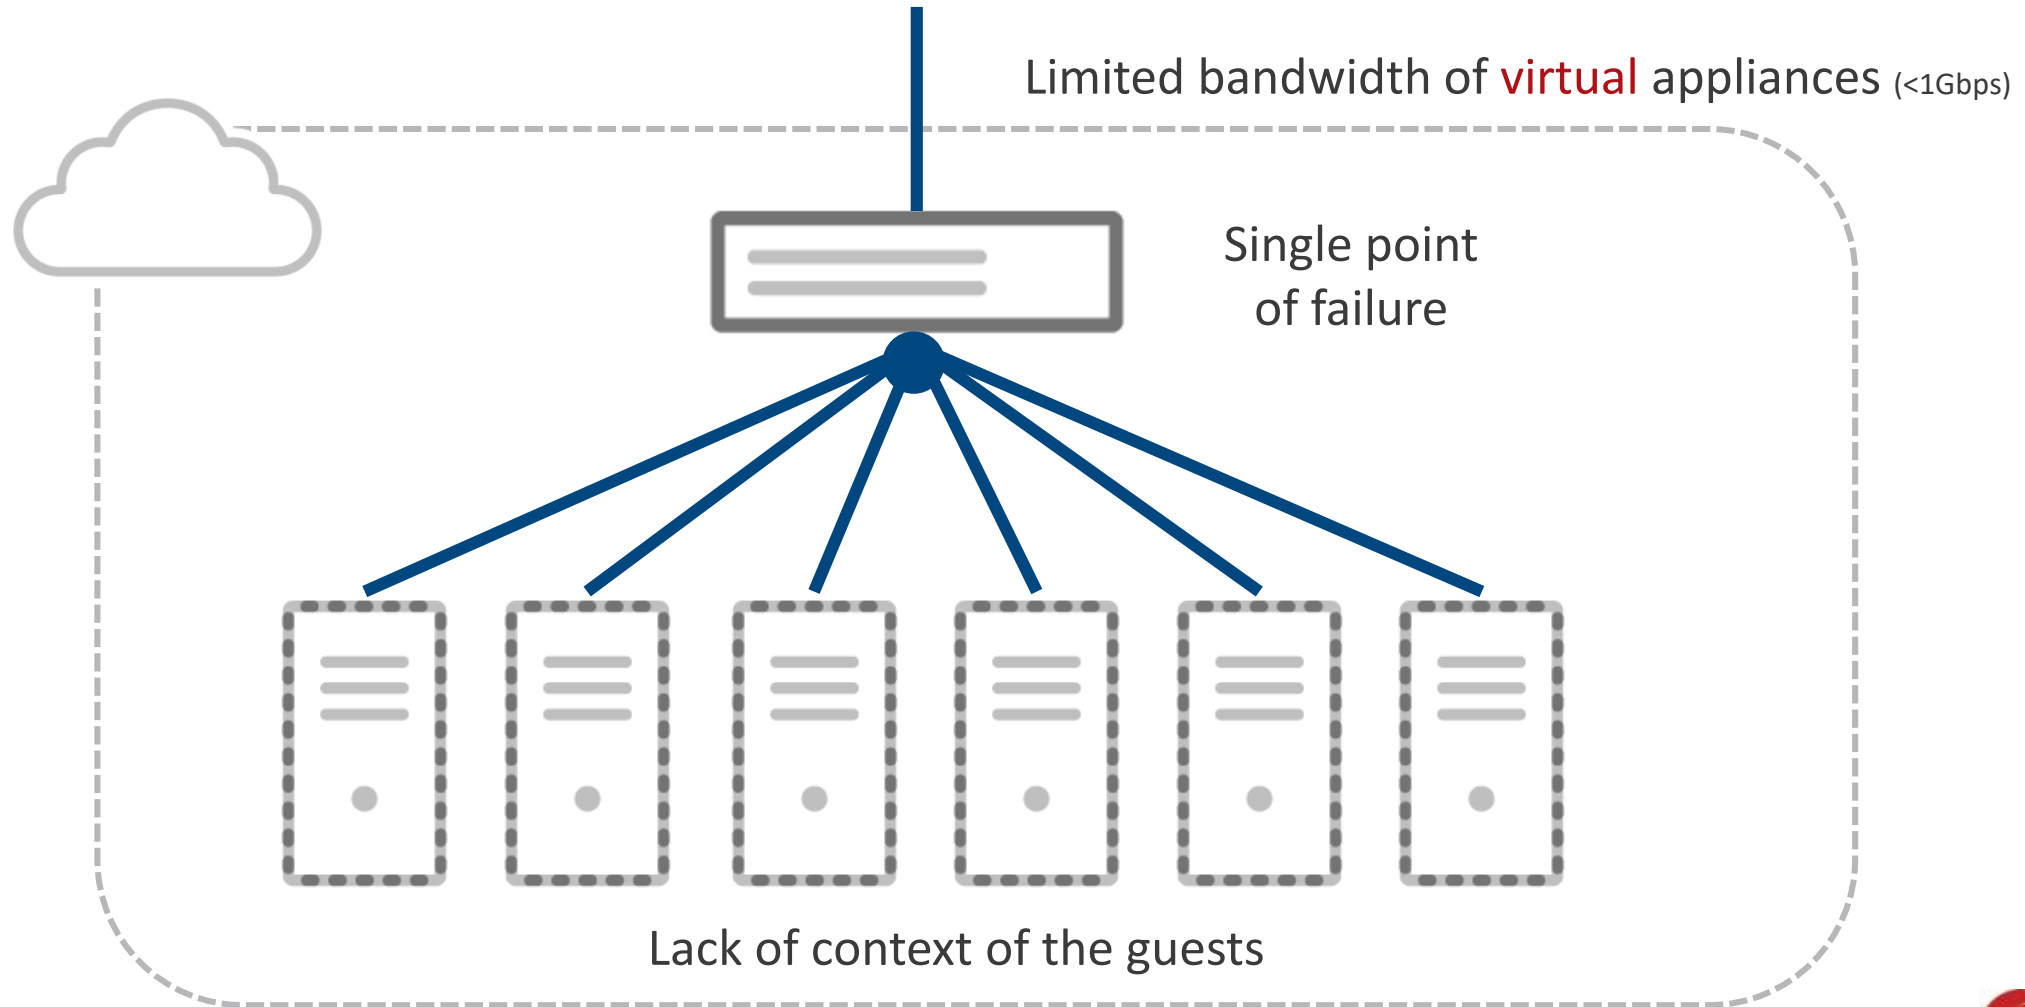 Limited bandwidth of virtual appliances (<1Gbps)
Single point
of failure
Lack of context of the guests